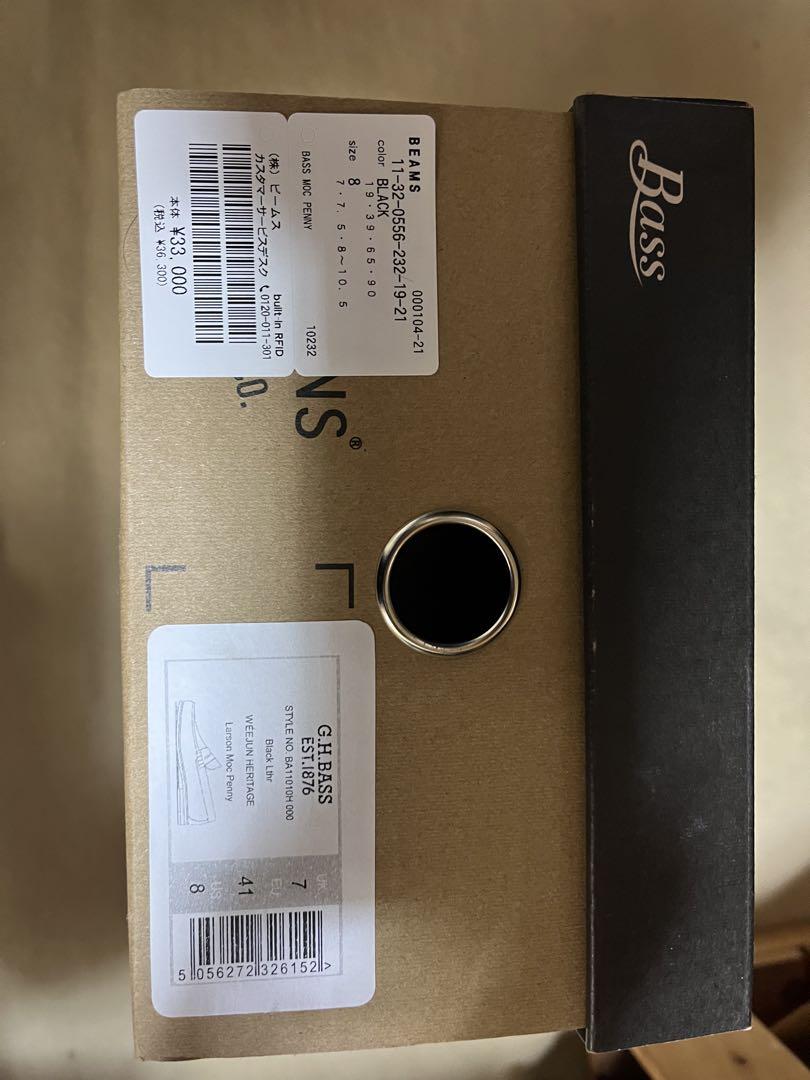 Bass
BEAMS
000104-21
11-32-0556-232-19-21
color BLACK
19・39・65・90
size 8
7・7.5・8〜10.5
BASS MOC PENNY
10232
(株) ビームス
built-in RFID
カスタマーサービスデスク 0120-011-301
本体 ¥33,000
(税込 ¥36,300)
NS®
O.
G.H.BASS
EST.1876
STYLE NO. BA11010H 000
Black Lthr
WEEJUN HERITAGE
Larson Moc Penny
UK
7
EU
41
US
8
5 056272 326152 >